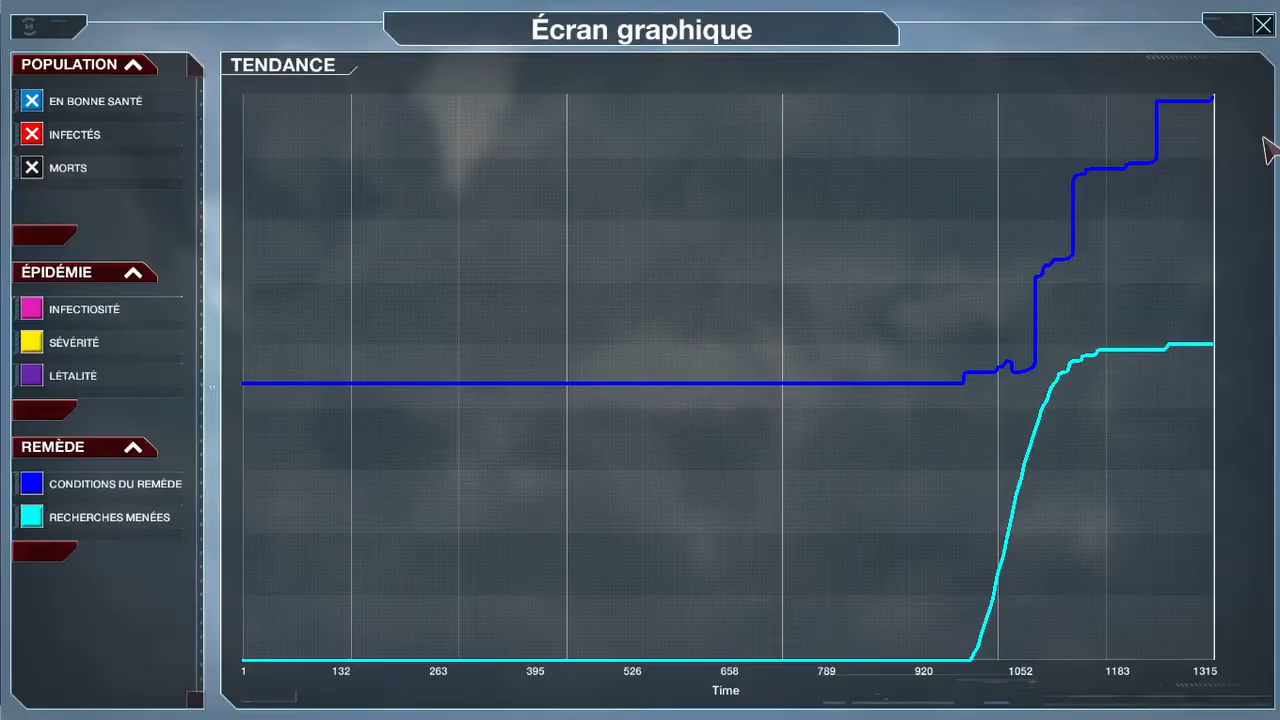 Écran graphique
POPULATION
EN BONNE SANTÉ
INFECTÉS
MORTS
ÉPIDÉMIE
INFECTIOSITÉ
SÉVÉRITÉ
LÉTALITÉ
REMÈDE
CONDITIONS DU REMÈDE
RECHERCHES MENÉES
TENDANCE
1 132 263 395 526 658 789 920 1052 1183 1315
Time